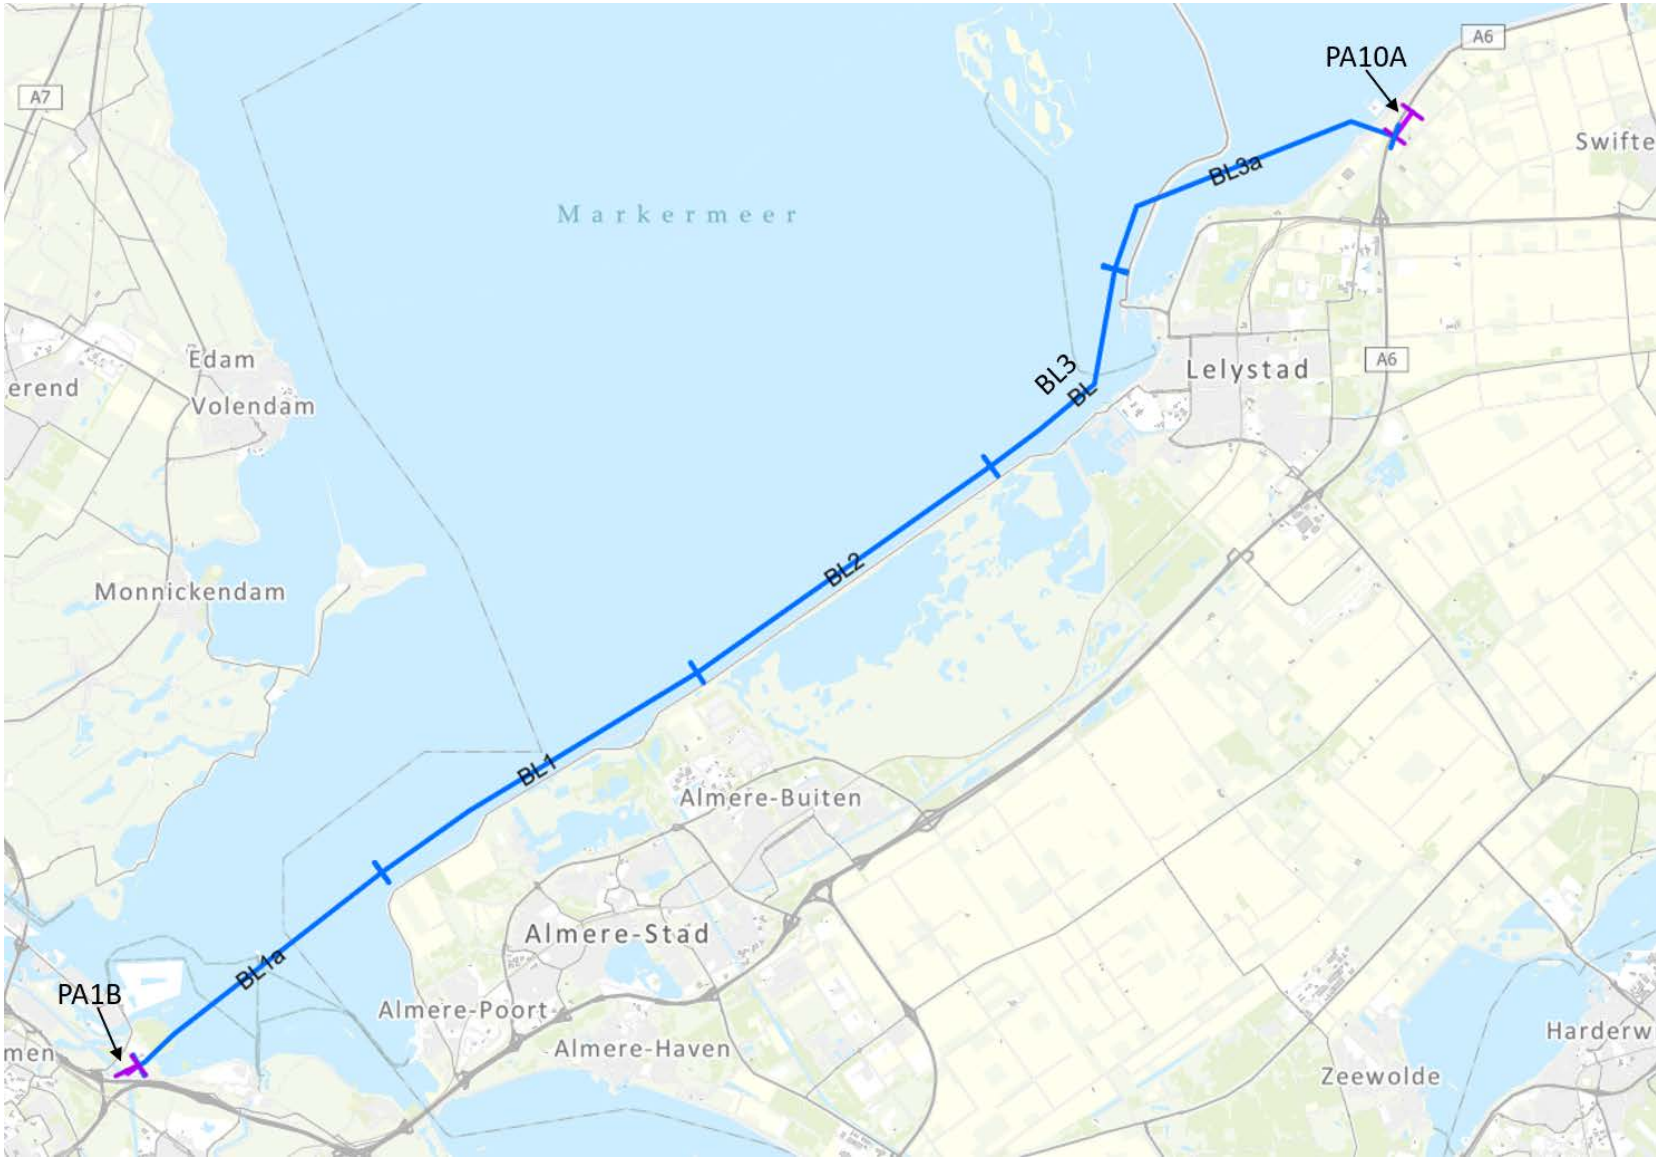 A6
PA10A
A7
Swifte
BL3a
Markermeer
Edam
Lelystad
A6
BL3
BL
erend
Volendam
BL2
Monnickendam
BL1
Almere-Buiten
Almere-Stad
BL1a
PA1B
Almere-Poort
men
Almere-Haven
Harderw
Zeewolde